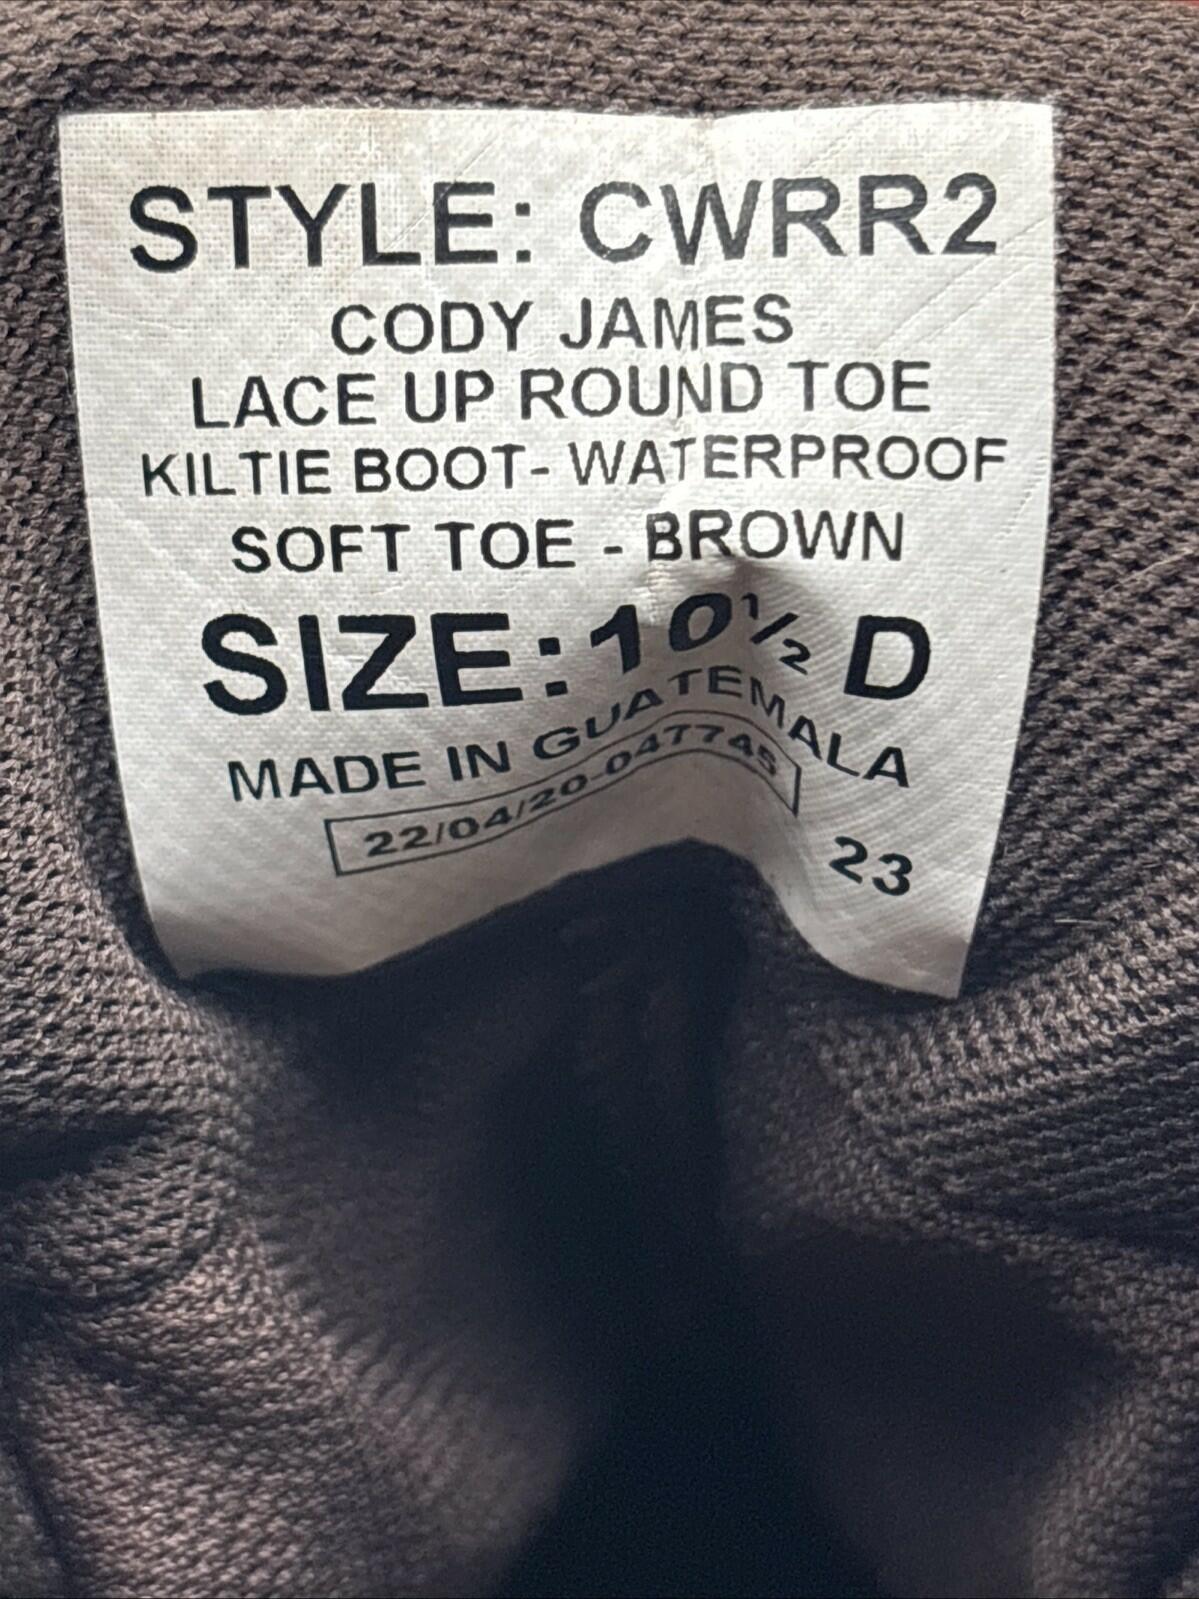 STYLE: CWRR2
CODY JAMES
LACE UP ROUND TOE
KILTIE BOOT- WATERPROOF
SOFT TOE - BROWN
SIZE: 10½ D
MADE IN GUATEMALA
22/04/20-047745
23